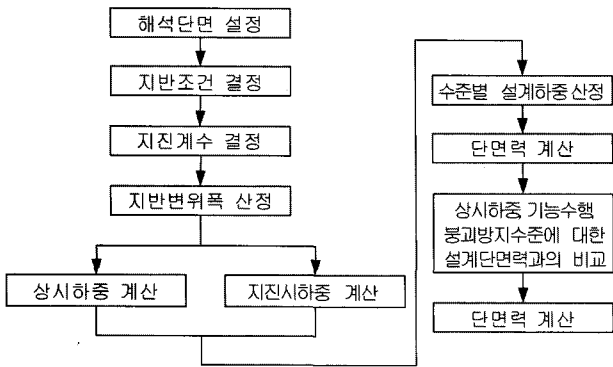 해석단면 설정
지반조건 결정
지진계수 결정
지반변위폭 산정
상시하중 계산
지진시하중 계산
수준별 설계하중산정
단면력 계산
상시하중, 기능수행,
붕괴방지수준에 대한
설계단면력과의 비교
단면력 계산